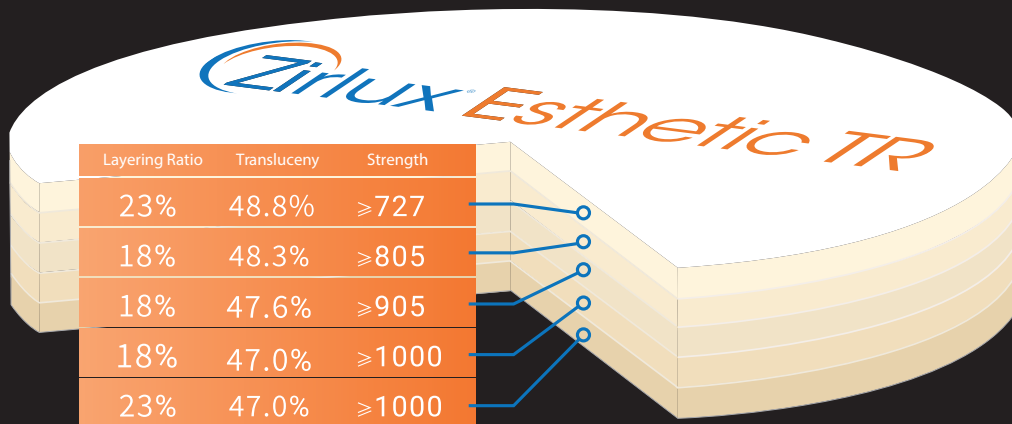 Zirlux® Esthetic TR
Layering Ratio Transluceny Strength
23% 48.8% ⩾727
18% 48.3% ⩾805
18% 47.6% ⩾905
18% 47.0% ⩾1000
23% 47.0% ⩾1000